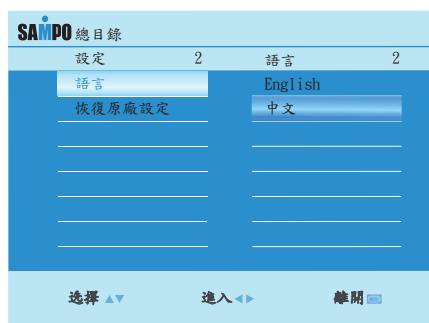 SAMPO 總目錄
設定 2 語言 2
語言 English
恢復原廠設定 中文
选擇 ▲▼ 進入 ◀▶ 離開